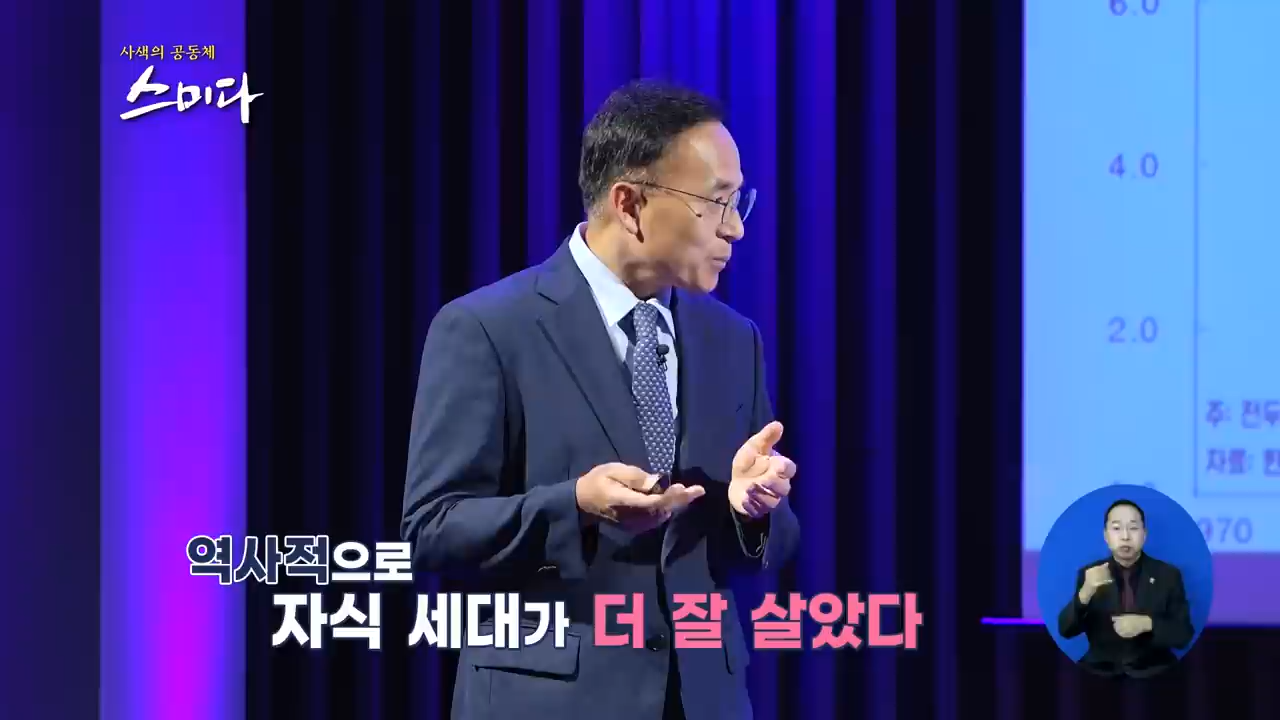 사색의 공동체
스미다
6.0
4.0
2.0
주: 전두
자료: 한
970
역사적으로
자식 세대가 더 잘 살았다